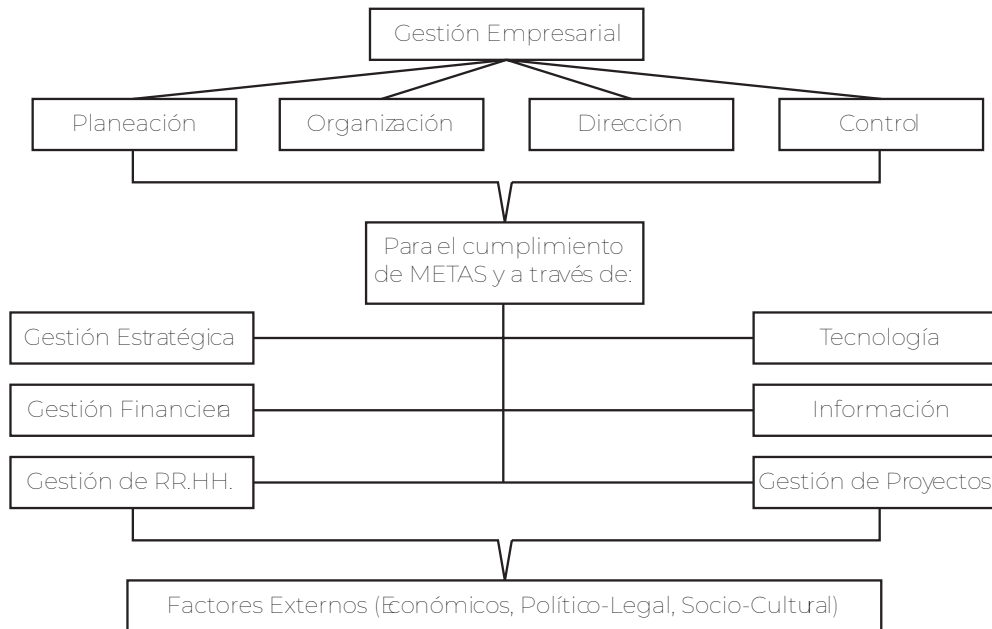 Gestión Empresarial
Planeación
Organización
Dirección
Control
Para el cumplimiento
de METAS y a través de:
Gestión Estratégica
Tecnología
Gestión Financiera
Información
Gestión de RR.HH.
Gestión de Proyectos
Factores Externos (Económicos, Político-Legal, Socio-Cultural)